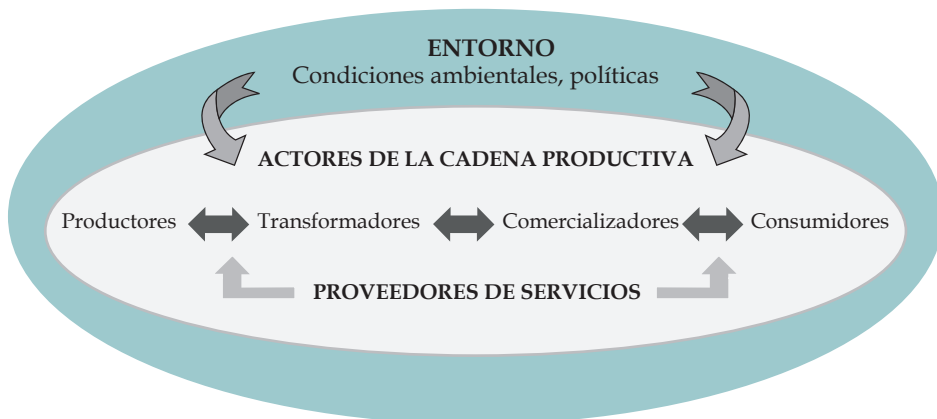 ENTORNO
Condiciones ambientales, políticas
ACTORES DE LA CADENA PRODUCTIVA
Productores Transformadores Comercializadores Consumidores
PROVEEDORES DE SERVICIOS